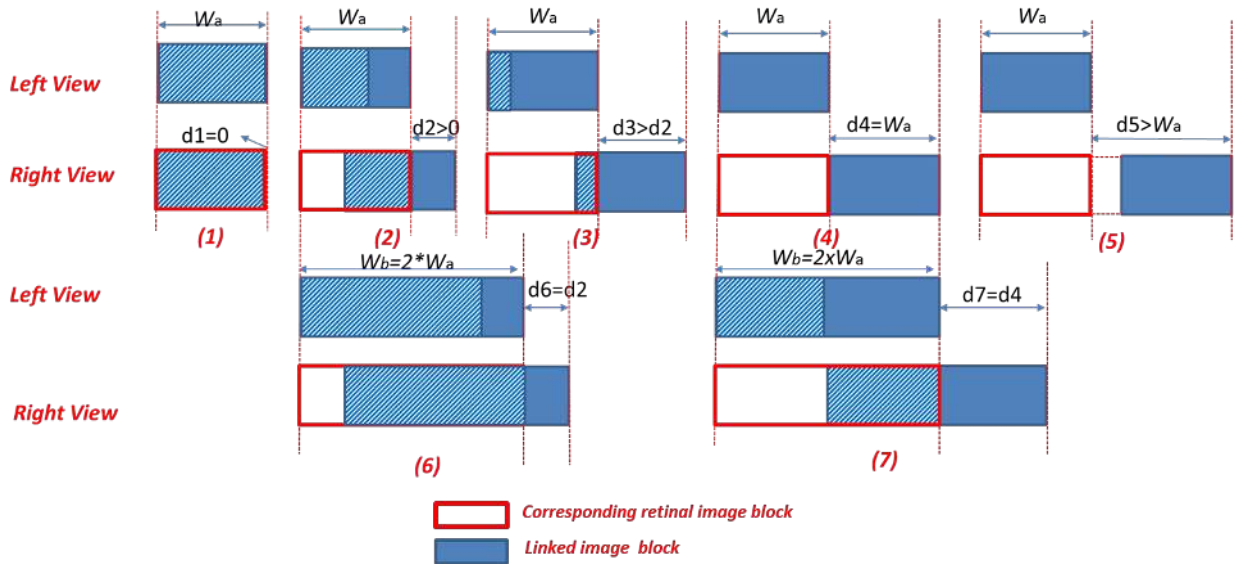 Wa Wa Wa Wa Wa
Left View
d1=0 d2>0 d3>d2 d4=Wa d5>Wa
Right View
(1) (2) (3) (4) (5)
Wb=2*Wa Wb=2xWa
Left View d6=d2 d7=d4
Right View
(6) (7)
Corresponding retinal image block
Linked image block